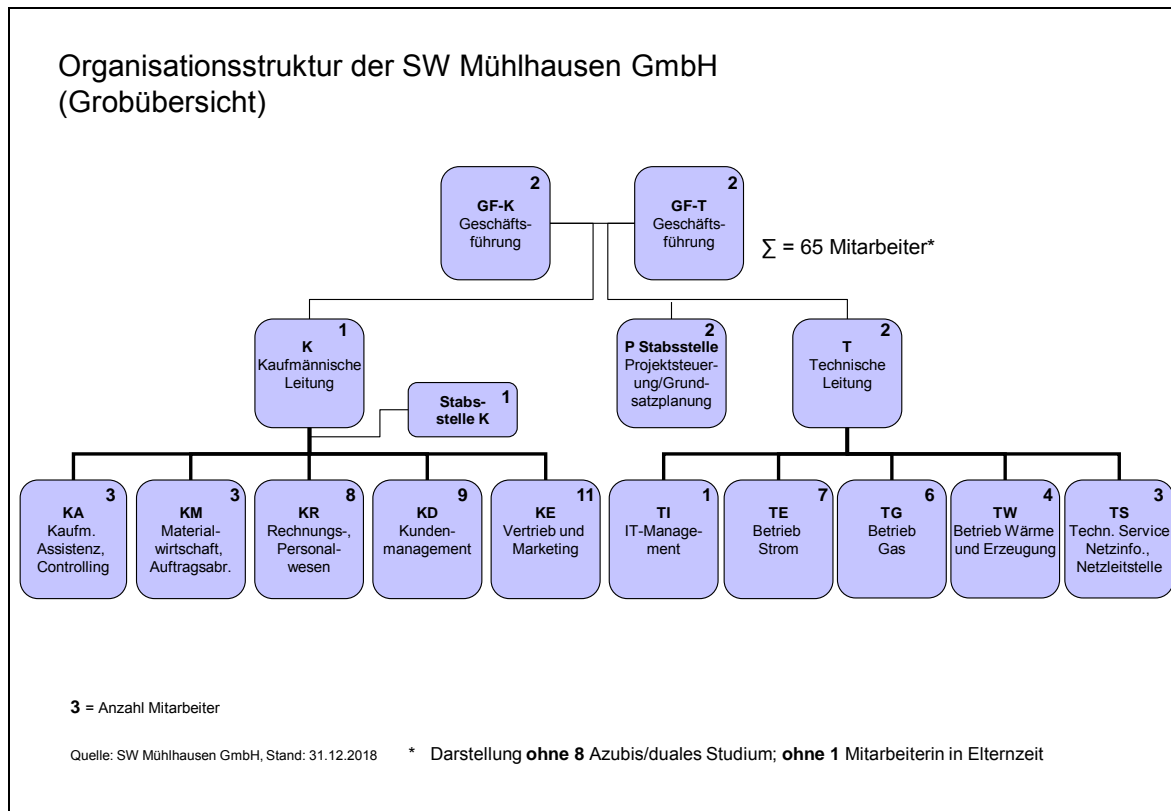 Organisationsstruktur der SW Mühlhausen GmbH
(Grobübersicht)
2
GF-K
Geschäfts-
führung
2
GF-T
Geschäfts-
führung
∑ = 65 Mitarbeiter*
1
K
Kaufmännische
Leitung
2
P Stabsstelle
Projektsteuer-
ung/Grund-
satzplanung
2
T
Technische
Leitung
1
Stabs-
stelle K
3
KA
Kaufm.
Assistenz,
Controlling
3
KM
Material-
wirtschaft,
Auftragsabr.
8
KR
Rechnungs-,
Personal-
wesen
9
KD
Kunden-
management
11
KE
Vertrieb und
Marketing
1
TI
IT-Manage-
ment
7
TE
Betrieb
Strom
6
TG
Betrieb
Gas
4
TW
Betrieb Wärme
und Erzeugung
3
TS
Techn. Service
Netzinfo.,
Netzleitstelle
3 = Anzahl Mitarbeiter
Quelle: SW Mühlhausen GmbH, Stand: 31.12.2018 * Darstellung ohne 8 Azubis/duales Studium; ohne 1 Mitarbeiterin in Elternzeit